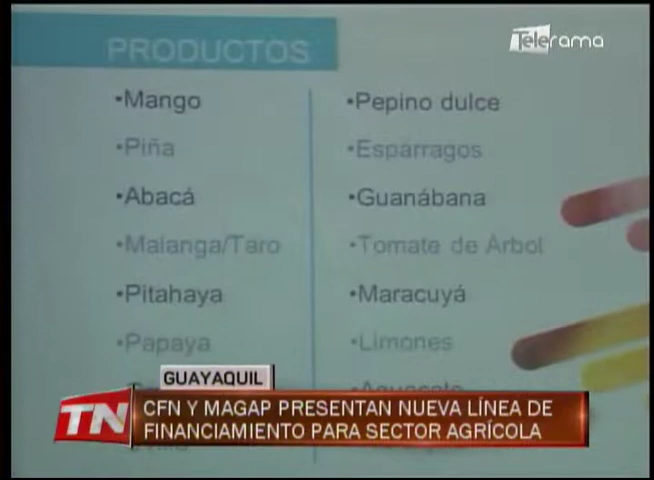 Telerama
PRODUCTOS
•Mango
•Piña
•Abacá
•Malanga/Taro
•Pitahaya
•Papaya
•Pepino dulce
•Espárragos
•Guanábana
•Tomate de Arbol
•Maracuyá
•Limones
•Aguacate
GUAYAQUIL
TN
CFN Y MAGAP PRESENTAN NUEVA LÍNEA DE
FINANCIAMIENTO PARA SECTOR AGRÍCOLA